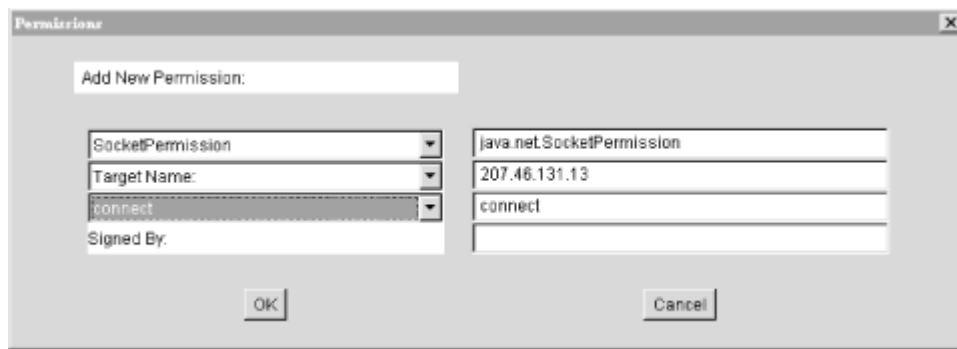 Permissions
Add New Permission:
SocketPermission java.net.SocketPermission
Target Name: 207.46.131.13
connect connect
Signed By:
OK Cancel